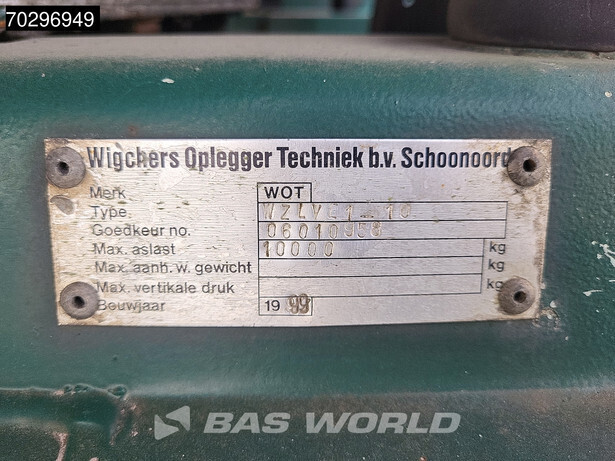 70296949
Wigchers Oplegger Techniek b.v. Schoonoord
Merk WOT
Type
Goedkeur no. 06010958
Max. aslast 10000 kg
Max. aanh. w. gewicht kg
Max. vertikale druk kg
Bouwjaar 1999
BAS WORLD